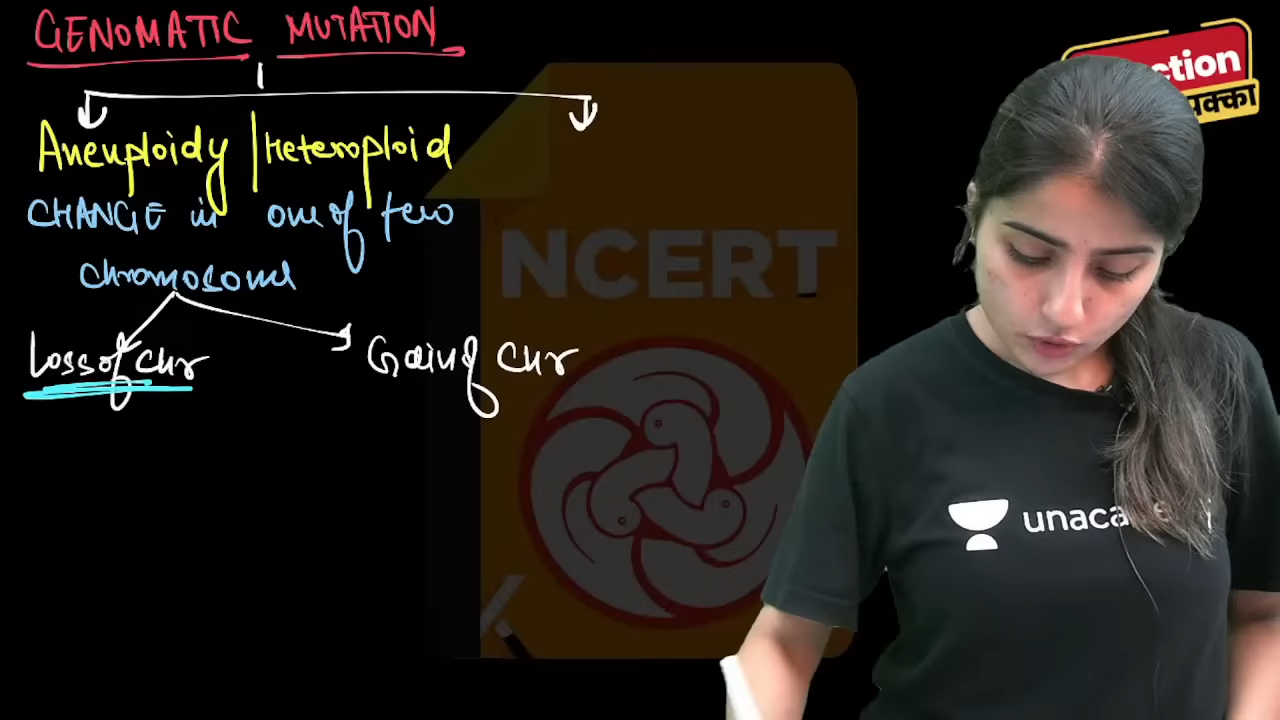 GENOMATIC MUTATION
Aneuploidy | Heteroploid
CHANGE in one of few
chromosome
Loss of Chr
Gain of Chr
NCERT
ction
पक्का